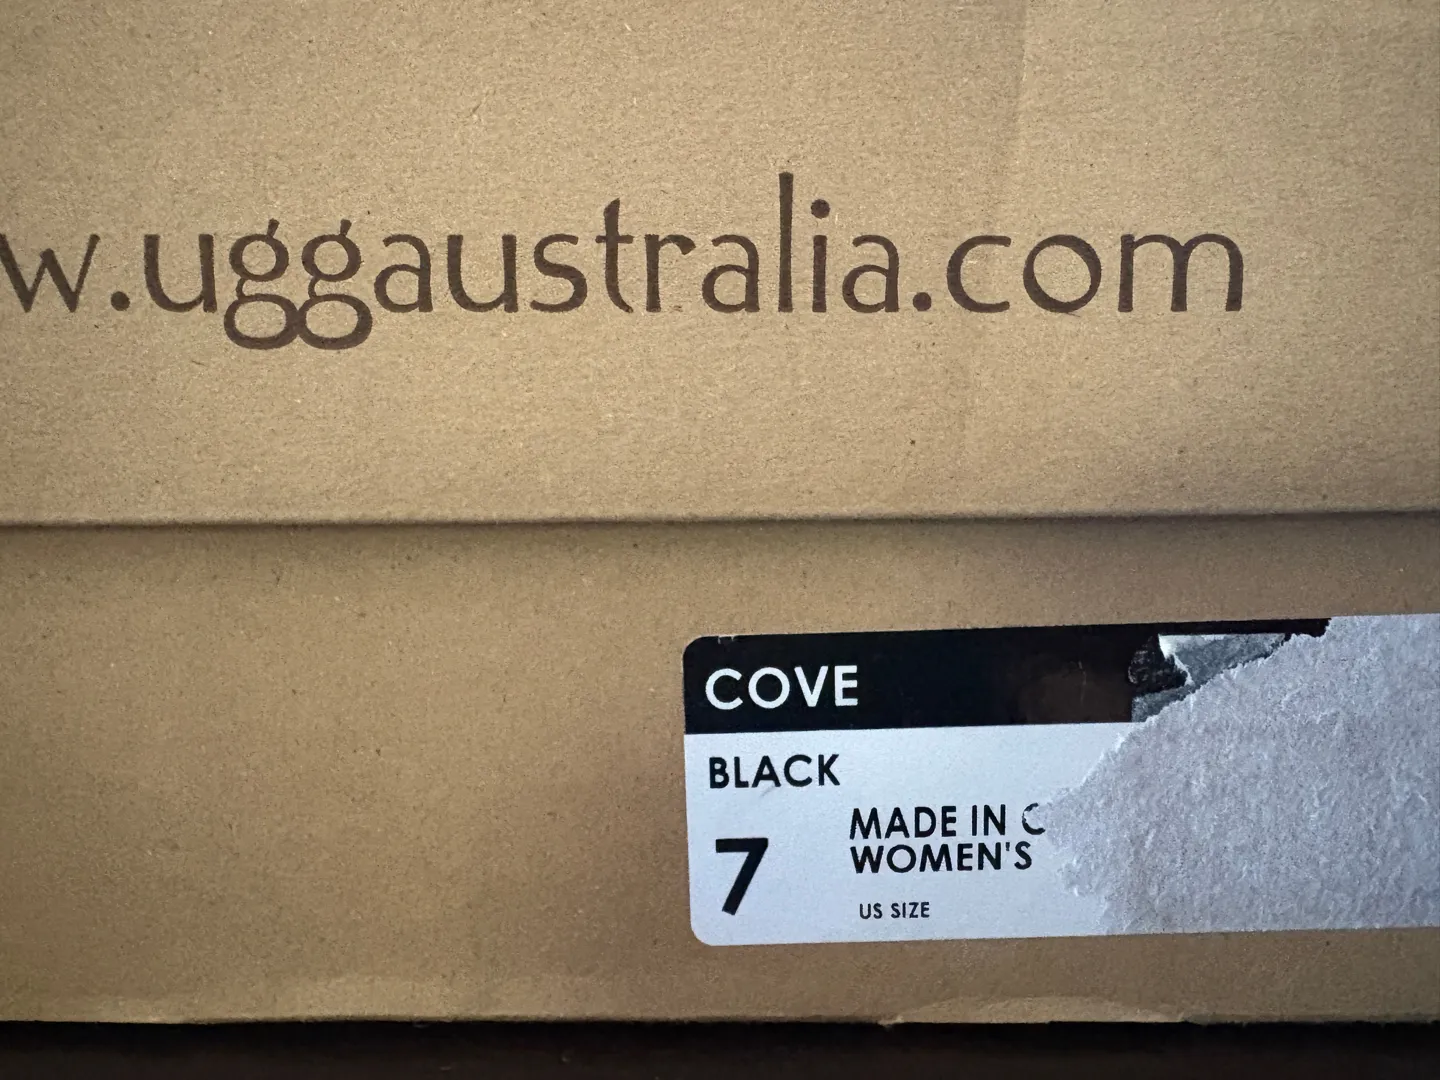 w.uggaustralia.com
COVE
BLACK
7
MADE IN C
WOMEN'S
US SIZE